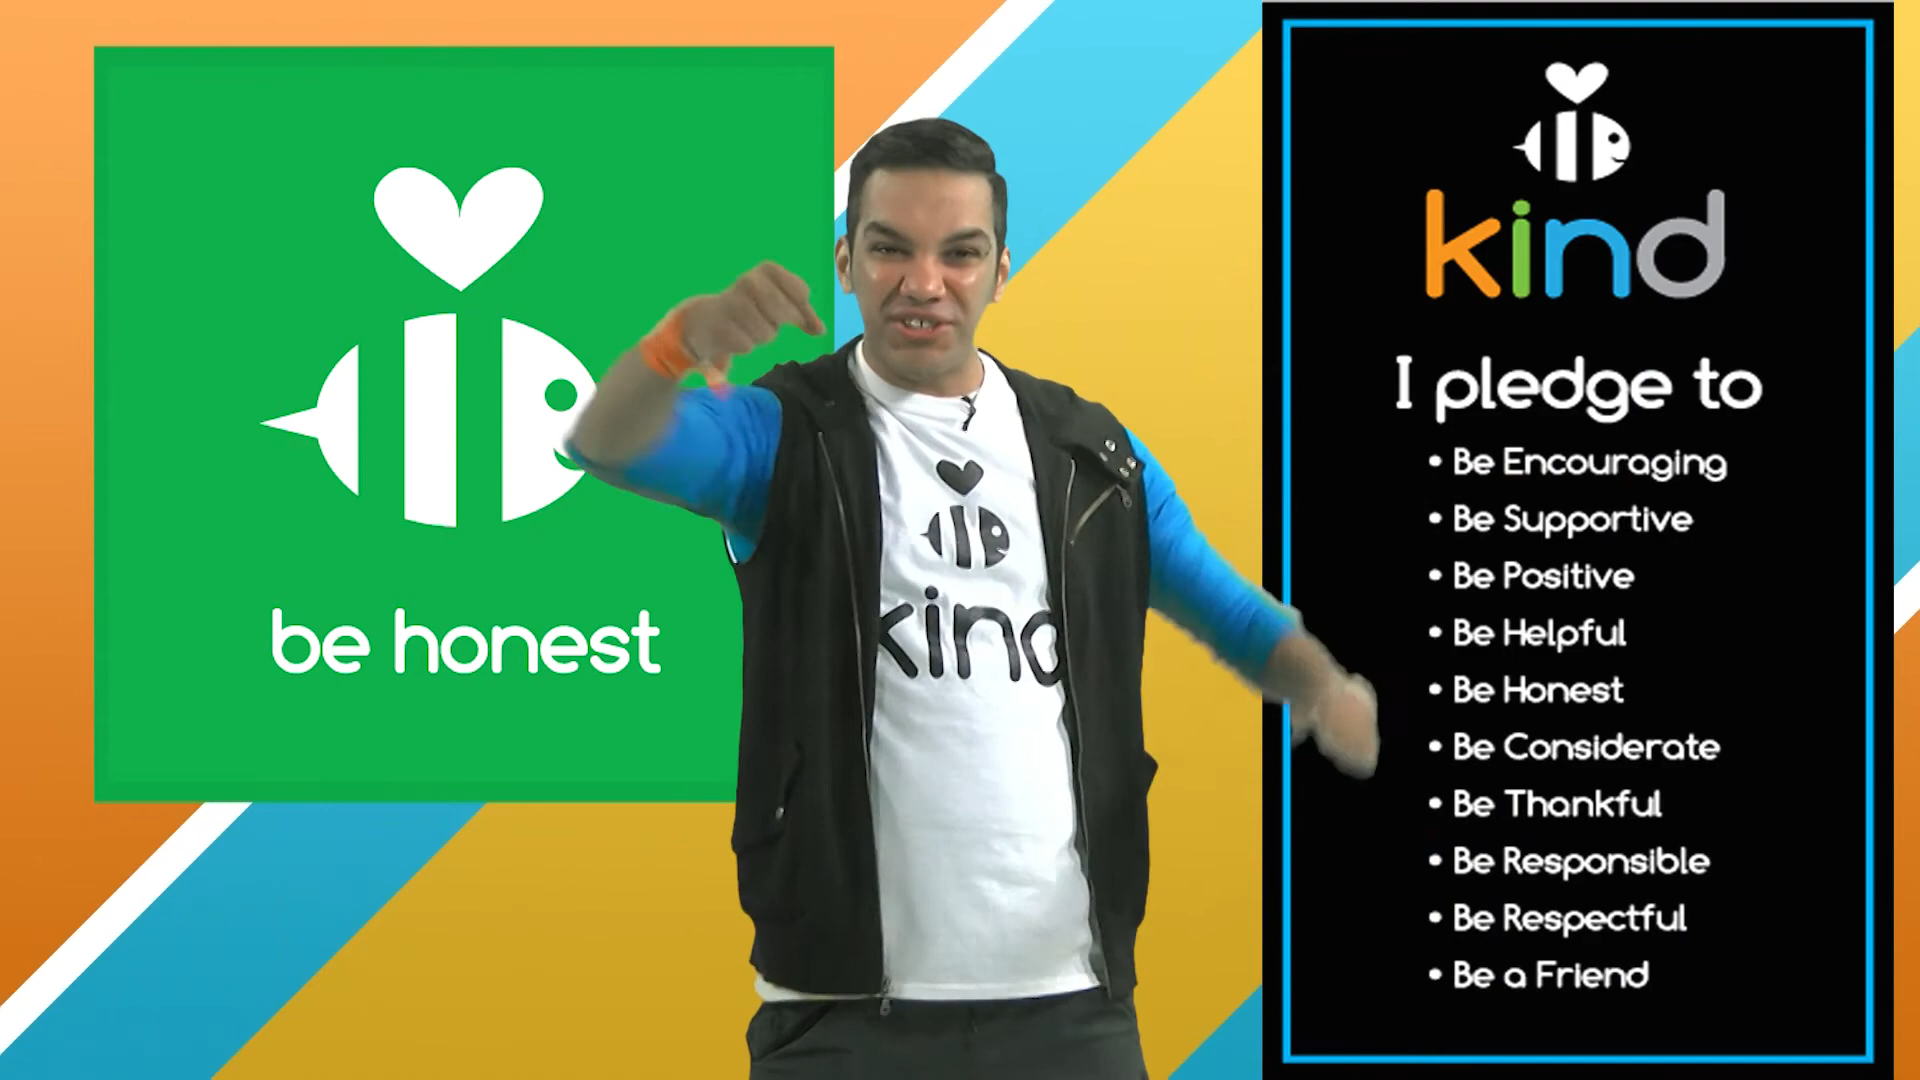 be honest
kind
kind
I pledge to
• Be Encouraging
• Be Supportive
• Be Positive
• Be Helpful
• Be Honest
• Be Considerate
• Be Thankful
• Be Responsible
• Be Respectful
• Be a Friend